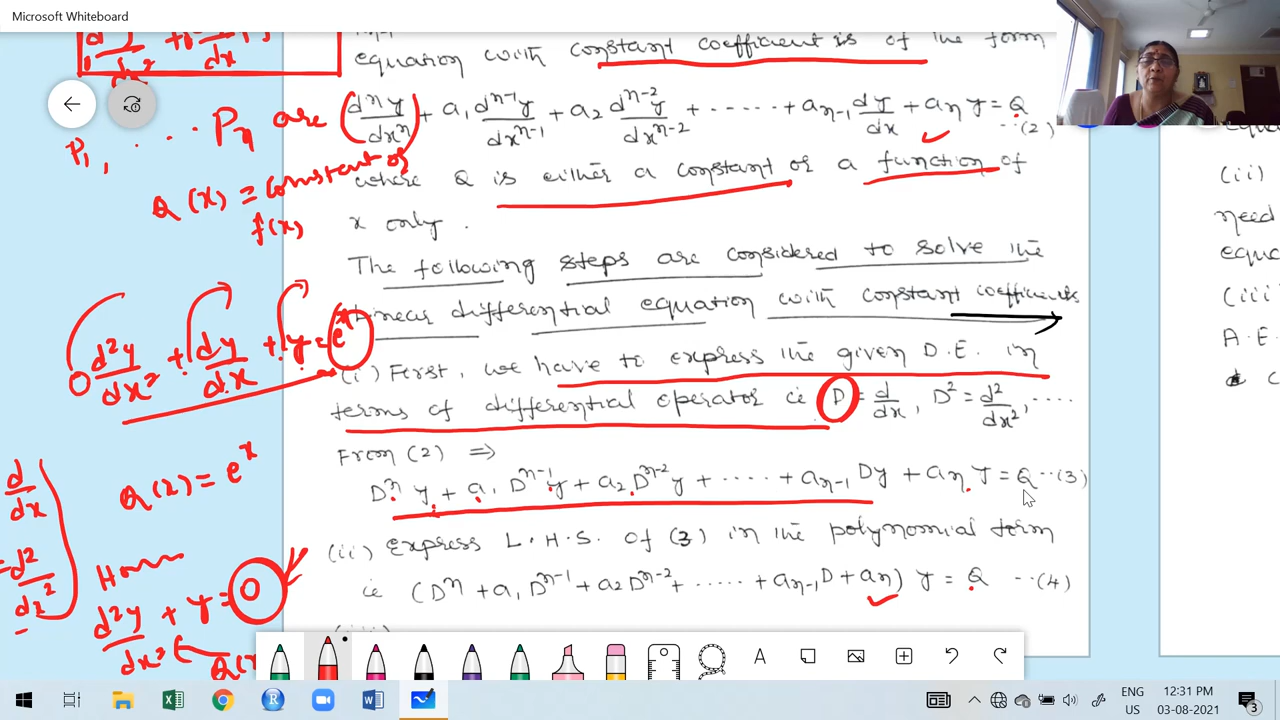 Microsoft Whiteboard
equation with constant coefficient is of the form
dⁿy/dxⁿ + a₁ dⁿ⁻¹y/dxⁿ⁻¹ + a₂ dⁿ⁻²y/dxⁿ⁻² + ...... + aₙ₋₁ dy/dx + aₙ y = Q ...(2)
where Q is either a constant or a function of
x only.
The following steps are considered to solve the
linear differential equation with constant coefficients
(i) First, we have to express the given D.E. in
terms of differential operator ie D = d/dx, D² = d²/dx², .....
From (2) ⇒
Dⁿ y + a₁ Dⁿ⁻¹ y + a₂ Dⁿ⁻² y + ..... + aₙ₋₁ Dy + aₙ y = Q ...(3)
(ii) Express L.H.S. of (3) in the polynomial form
ie (Dⁿ + a₁ Dⁿ⁻¹ + a₂ Dⁿ⁻² + ...... + aₙ₋₁ D + aₙ) y = Q ...(4)
P₁, ... Pₙ are
Q(x) = constant or
f(x)
d²y/dx² + dy/dx + y = eˣ
Q(x) = eˣ
d/dx
= d²/dx²
d²y/dx² + y = 0
(ii)
need
equa
(iii)
A.E.
ENG
US
12:31 PM
03-08-2021
3